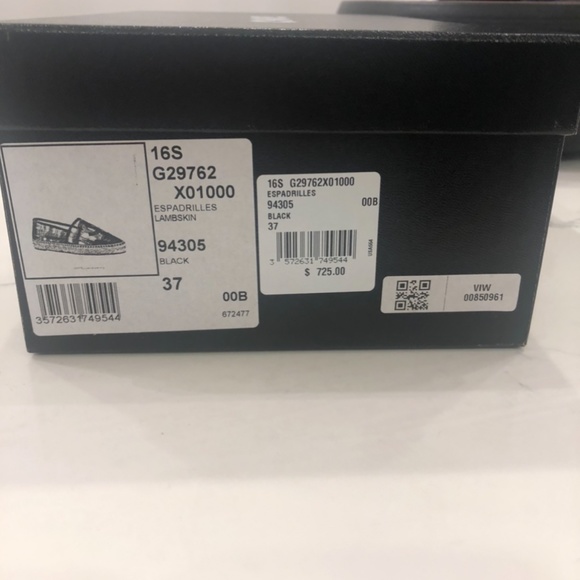 16S
G29762
X01000
ESPADRILLES
LAMBSKIN
94305
BLACK
37
00B
3572631749544
672477
16S G29762X01000
ESPADRILLES
94305 00B
BLACK
37
3 572631 749544
$ 725.00
VIW
00850961